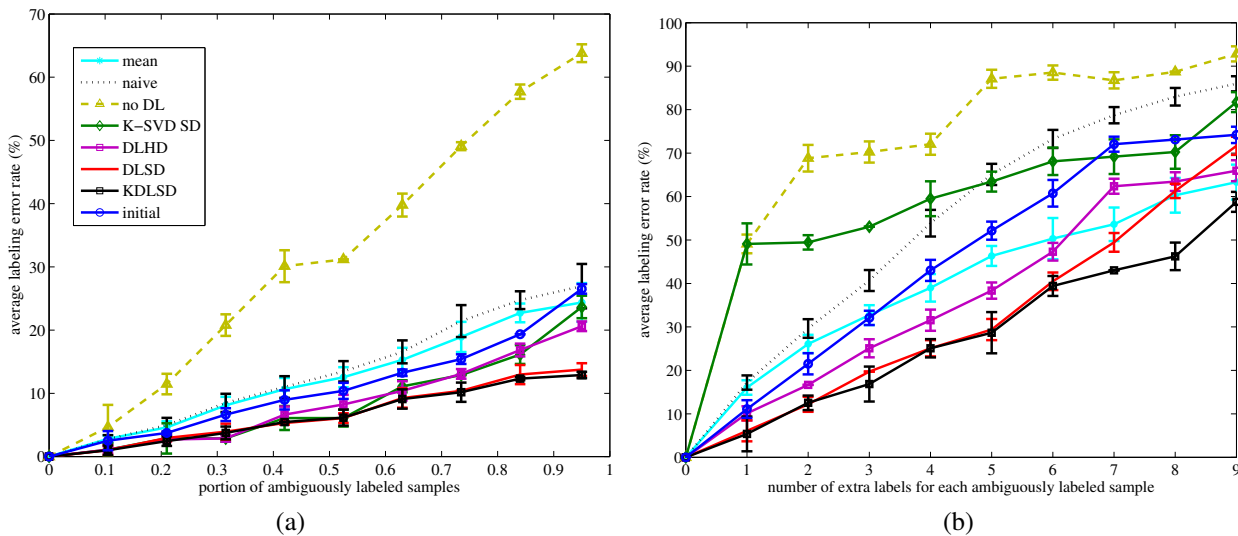 70
60
50
40
30
20
10
0
average labeling error rate (%)
mean
naive
no DL
K−SVD SD
DLHD
DLSD
KDLSD
initial
0 0.1 0.2 0.3 0.4 0.5 0.6 0.7 0.8 0.9 1
portion of ambiguously labeled samples
(a)
100
90
80
70
60
50
40
30
20
10
0
average labeling error rate (%)
0 1 2 3 4 5 6 7 8 9
number of extra labels for each ambiguously labeled sample
(b)